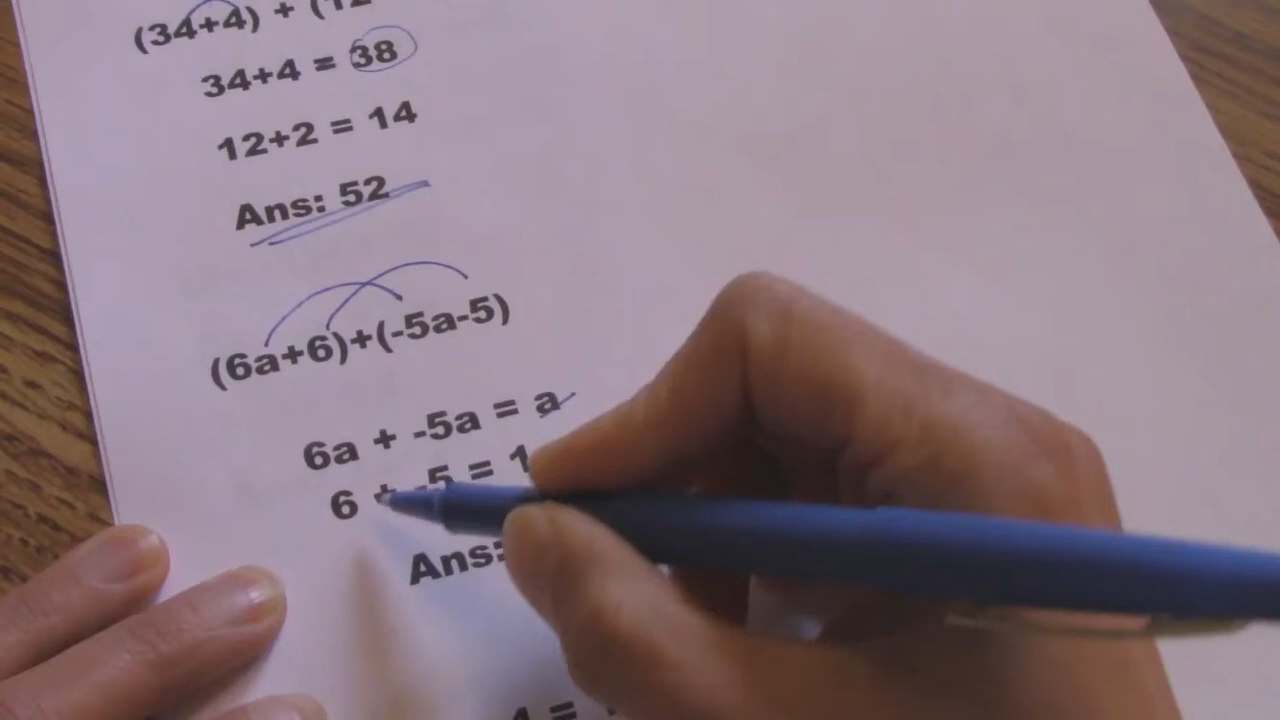 (34+4) + (12
34+4 = 38
12+2 = 14
Ans: 52
(6a+6)+(-5a-5)
6a + -5a = a
6 + -5 = 1
Ans:
4 =